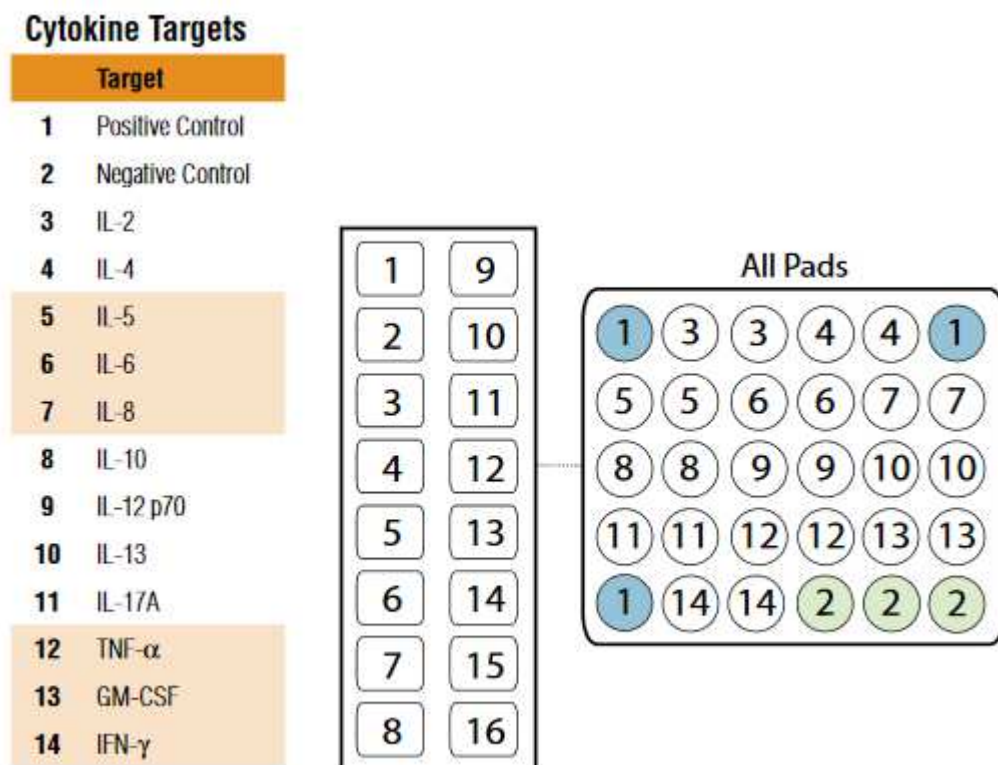 Cytokine Targets
Target
1 Positive Control
2 Negative Control
3 IL-2
4 IL-4
5 IL-5
6 IL-6
7 IL-8
8 IL-10
9 IL-12 p70
10 IL-13
11 IL-17A
12 TNF-α
13 GM-CSF
14 IFN-γ
1 9
2 10
3 11
4 12
5 13
6 14
7 15
8 16
All Pads
1 3 3 4 4 1
5 5 6 6 7 7
8 8 9 9 10 10
11 11 12 12 13 13
1 14 14 2 2 2